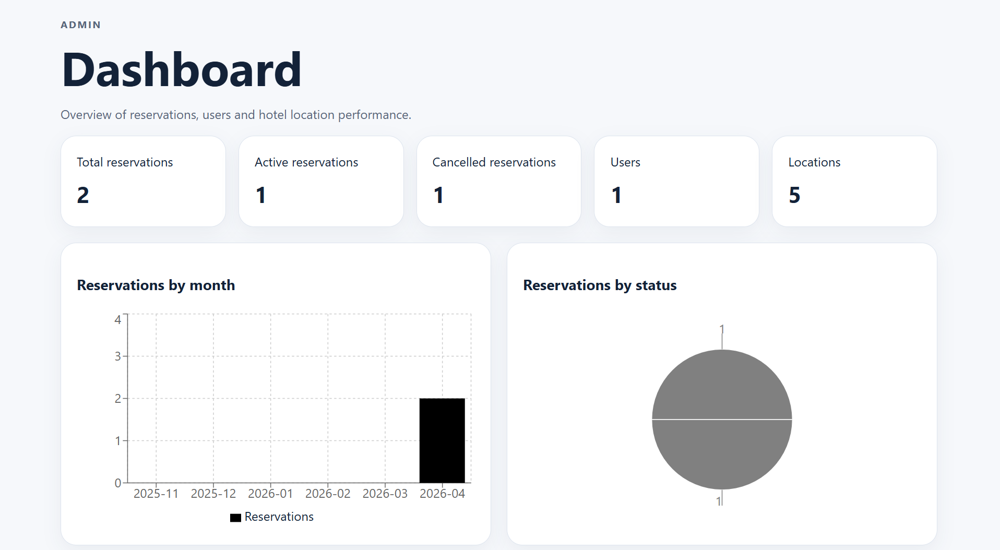 ADMIN
Dashboard
Overview of reservations, users and hotel location performance.
Total reservations
2
Active reservations
1
Cancelled reservations
1
Users
1
Locations
5
Reservations by month
4
3
2
1
0
2025-11 2025-12 2026-01 2026-02 2026-03 2026-04
Reservations
Reservations by status
1
1